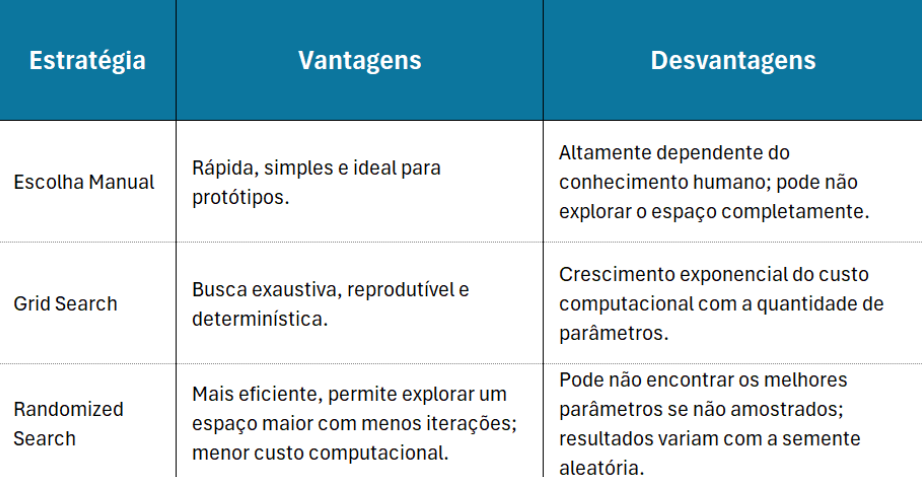 Estratégia
Vantagens
Desvantagens
Escolha Manual
Rápida, simples e ideal para
protótipos.
Altamente dependente do
conhecimento humano; pode não
explorar o espaço completamente.
Grid Search
Busca exaustiva, reprodutível e
determinística.
Crescimento exponencial do custo
computacional com a quantidade de
parâmetros.
Randomized
Search
Mais eficiente, permite explorar um
espaço maior com menos iterações;
menor custo computacional.
Pode não encontrar os melhores
parâmetros se não amostrados;
resultados variam com a semente
aleatória.